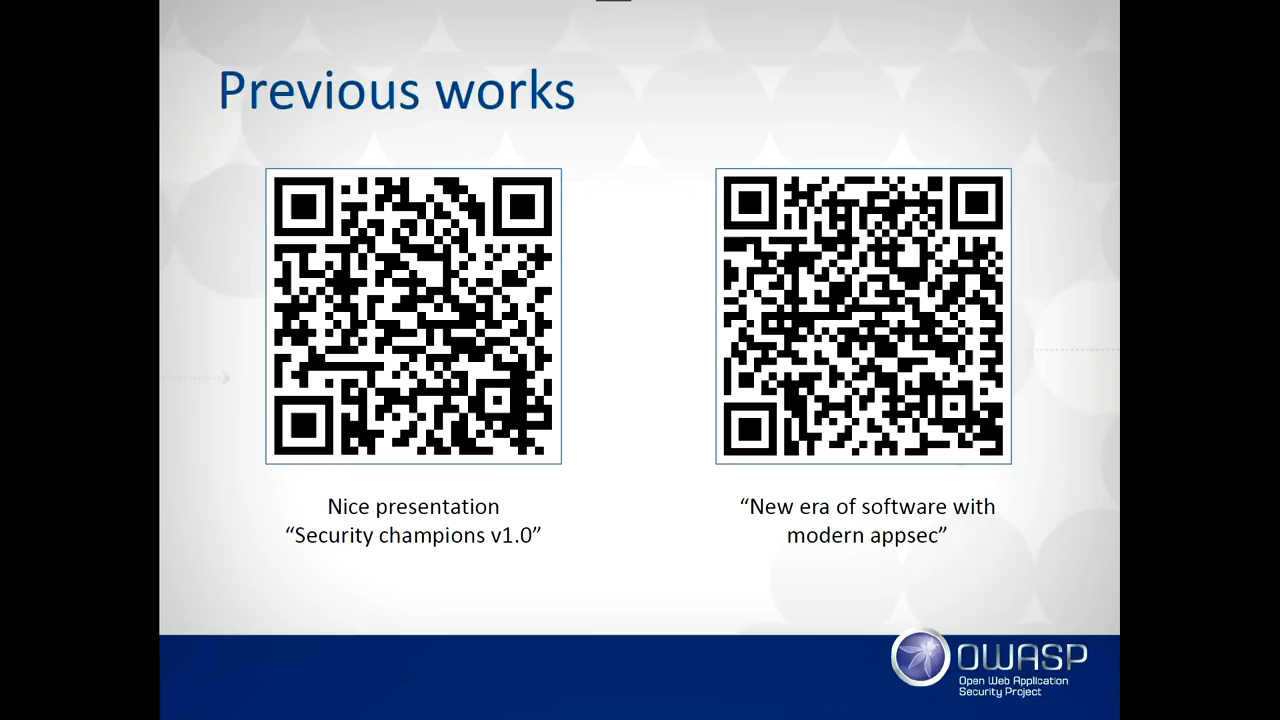 Previous works
Nice presentation
“Security champions v1.0”
“New era of software with
modern appsec”
OWASP
Open Web Application
Security Project